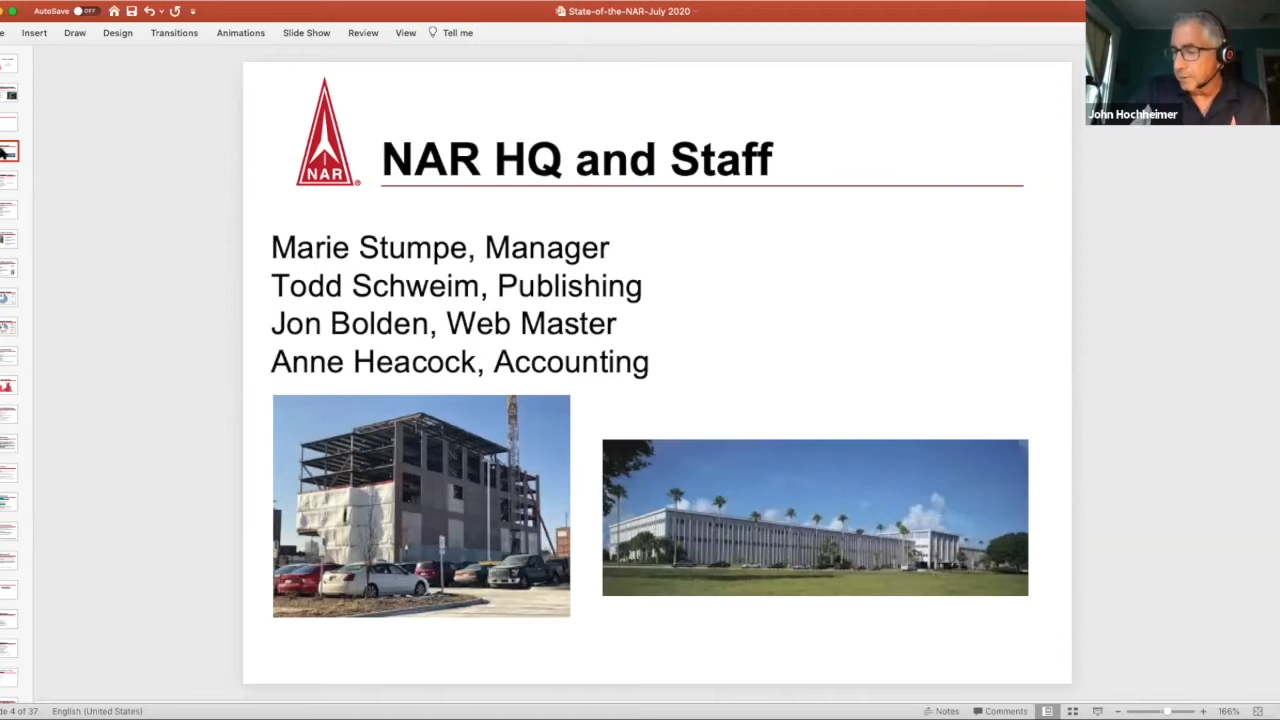 AutoSave OFF
State-of-the-NAR-July 2020
Insert Draw Design Transitions Animations Slide Show Review View Tell me
John Hochheimer
NAR
®
NAR HQ and Staff
Marie Stumpe, Manager
Todd Schweim, Publishing
Jon Bolden, Web Master
Anne Heacock, Accounting
de 4 of 37 English (United States) Notes Comments 166%